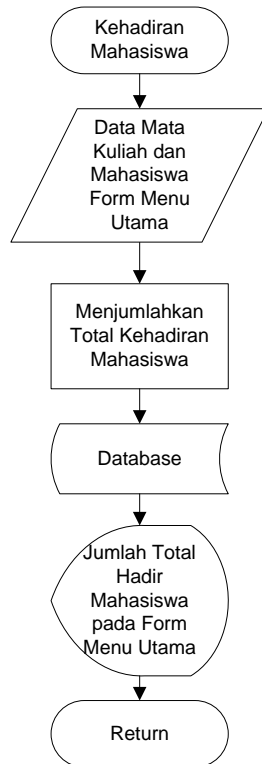 Kehadiran
Mahasiswa
Data Mata
Kuliah dan
Mahasiswa
Form Menu
Utama
Menjumlahkan
Total Kehadiran
Mahasiswa
Database
Jumlah Total
Hadir
Mahasiswa
pada Form
Menu Utama
Return